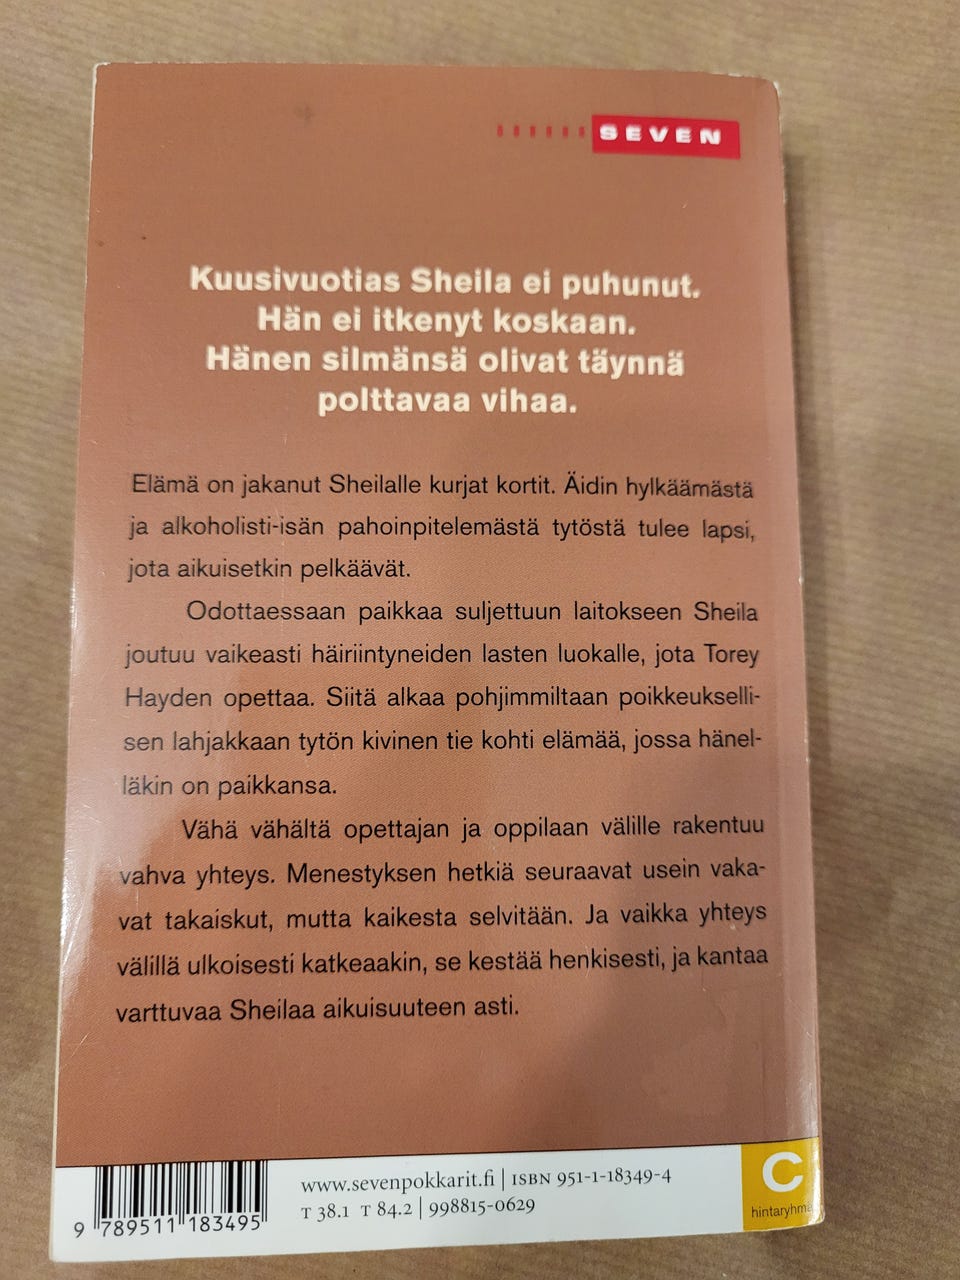 SEVEN
Kuusivuotias Sheila ei puhunut.
Hän ei itkenyt koskaan.
Hänen silmänsä olivat täynnä
polttavaa vihaa.
Elämä on jakanut Sheilalle kurjat kortit. Äidin hylkäämästä
ja alkoholisti-isän pahoinpitelemästä tytöstä tulee lapsi,
jota aikuisetkin pelkäävät.
Odottaessaan paikkaa suljettuun laitokseen Sheila
joutuu vaikeasti häiriintyneiden lasten luokalle, jota Torey
Hayden opettaa. Siitä alkaa pohjimmiltaan poikkeukselli-
sen lahjakkaan tytön kivinen tie kohti elämää, jossa hänel-
läkin on paikkansa.
Vähä vähältä opettajan ja oppilaan välille rakentuu
vahva yhteys. Menestyksen hetkiä seuraavat usein vaka-
vat takaiskut, mutta kaikesta selvitään. Ja vaikka yhteys
välillä ulkoisesti katkeaakin, se kestää henkisesti, ja kantaa
varttuvaa Sheilaa aikuisuuteen asti.
www.sevenpokkarit.fi | ISBN 951-1-18349-4
T 38.1 T 84.2 | 998815-0629
9 789511 183495
C
hintaryhmä